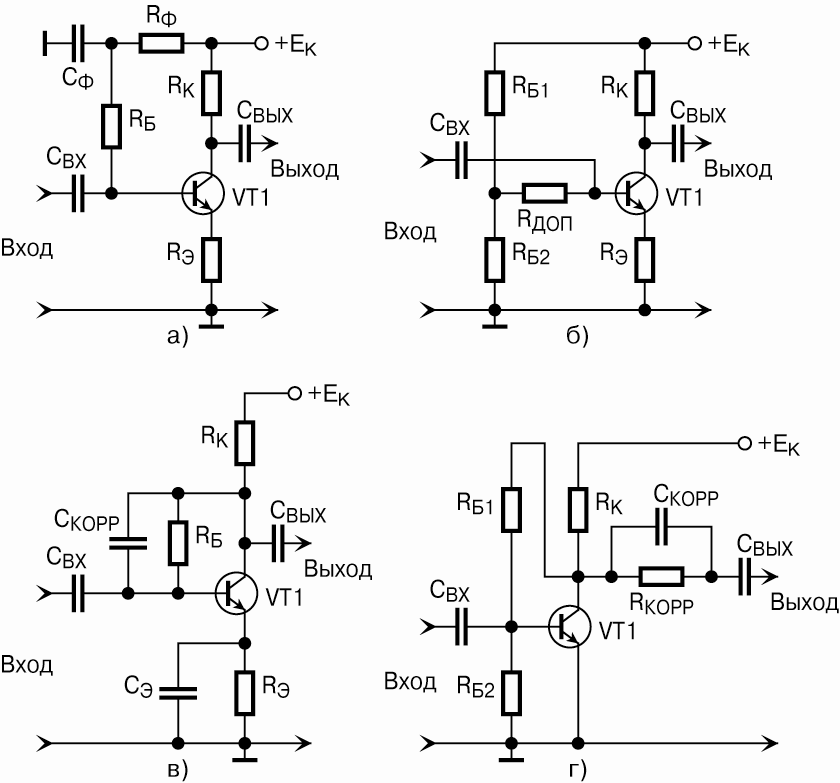 RФ
+EК
CФ
RК
RБ
CВЫХ
CВХ
Выход
VT1
Вход
RЭ
а)
+EК
RБ1
RК
CВЫХ
CВХ
Выход
VT1
RДОП
Вход
RБ2
RЭ
б)
+EК
RК
CКОРР
RБ
CВЫХ
CВХ
Выход
VT1
Вход
CЭ
RЭ
в)
+EК
RБ1
RК
CКОРР
CВЫХ
CВХ
RКОРР
Выход
VT1
Вход
RБ2
г)